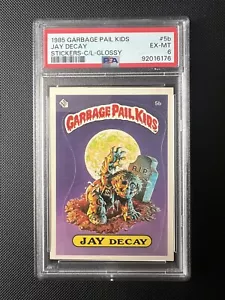 1985 GARBAGE PAIL KIDS #5b
JAY DECAY EX-MT
STICKERS-C/L-GLOSSY 6
PSA 92016176
5b
GARBAGE PAIL KIDS
JAY DECAY